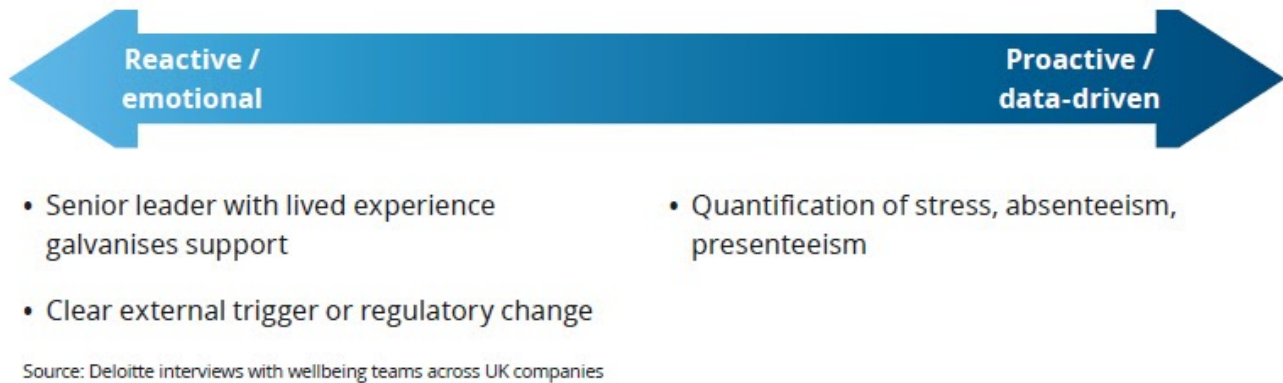 Reactive /
emotional
Proactive /
data-driven
• Senior leader with lived experience
galvanises support
• Clear external trigger or regulatory change
• Quantification of stress, absenteeism,
presenteeism
Source: Deloitte interviews with wellbeing teams across UK companies